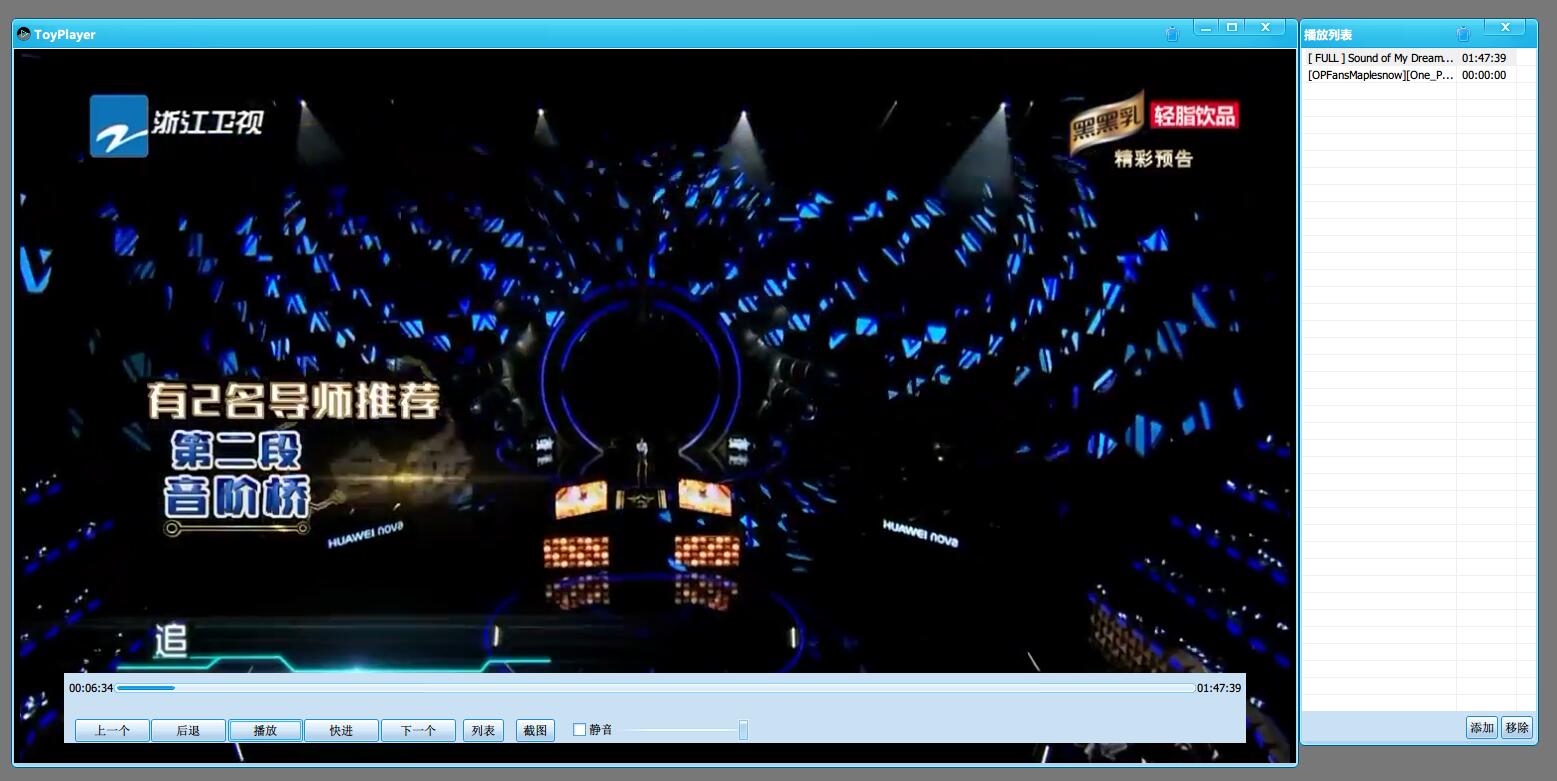 ToyPlayer
播放列表
[ FULL ] Sound of My Dream... 01:47:39
[OPFansMaplesnow][One_P... 00:00:00
浙江卫视
黑黑乳 轻脂饮品
精彩预告
有2名导师推荐
第二段
音阶桥
HUAWEI nova
HUAWEI nova
追
00:06:34 01:47:39
上一个 后退 播放 快进 下一个 列表 截图 静音
添加 移除